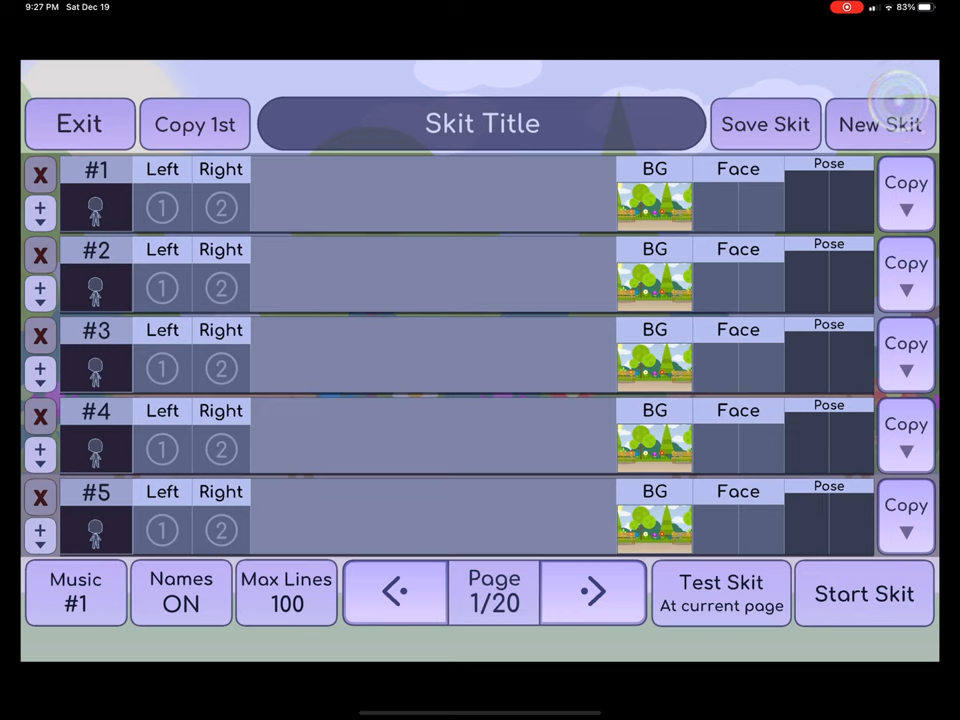 9:27 PM Sat Dec 19 83%
Exit Copy 1st Skit Title Save Skit New Skit
X #1 Left Right BG Face Pose Copy
+ 1 2
X #2 Left Right BG Face Pose Copy
+ 1 2
X #3 Left Right BG Face Pose Copy
+ 1 2
X #4 Left Right BG Face Pose Copy
+ 1 2
X #5 Left Right BG Face Pose Copy
+ 1 2
Music Names Max Lines Page Test Skit Start Skit
#1 ON 100 1/20 At current page